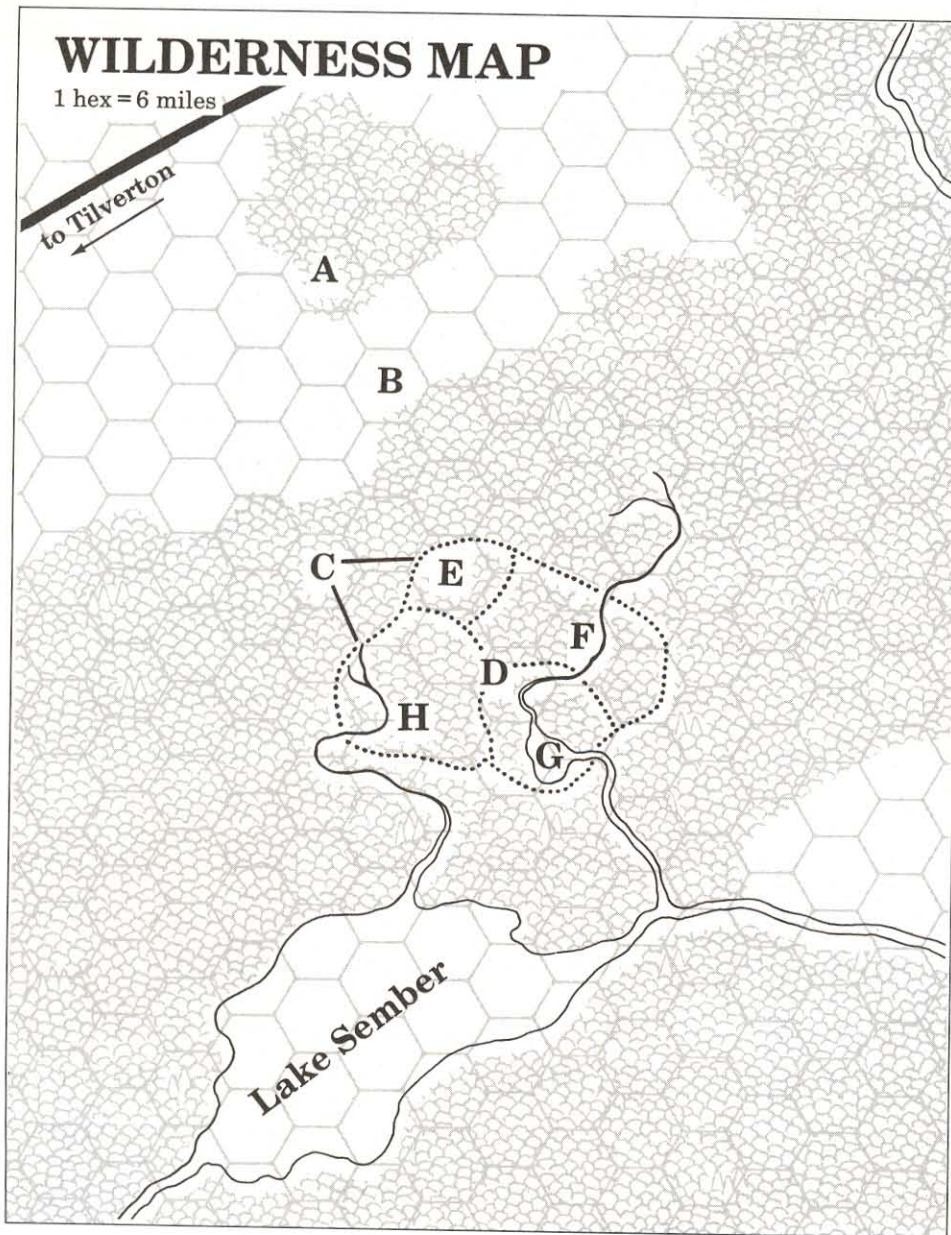 WILDERNESS MAP
1 hex = 6 miles
to Tilverton
A
B
C
E
F
D
H
G
Lake Sember